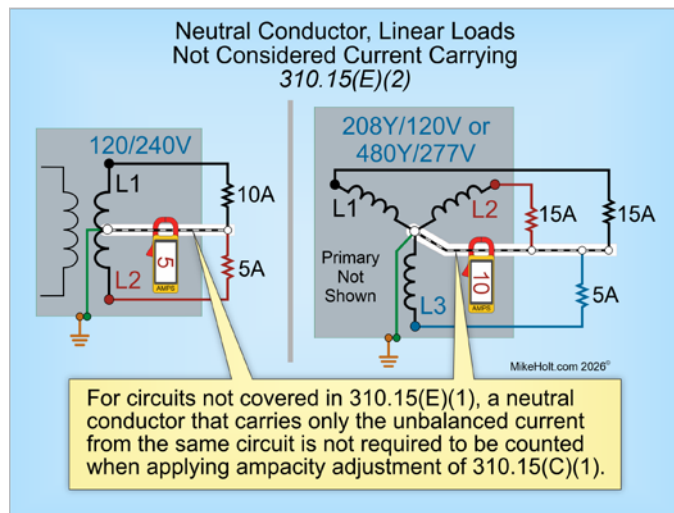 Neutral Conductor, Linear Loads
Not Considered Current Carrying
310.15(E)(2)
120/240V
L1
10A
5
AMPS
5A
L2
208Y/120V or
480Y/277V
L1
L2
15A
15A
Primary
Not
Shown
10
AMPS
L3
5A
MikeHolt.com 2026©
For circuits not covered in 310.15(E)(1), a neutral
conductor that carries only the unbalanced current
from the same circuit is not required to be counted
when applying ampacity adjustment of 310.15(C)(1).